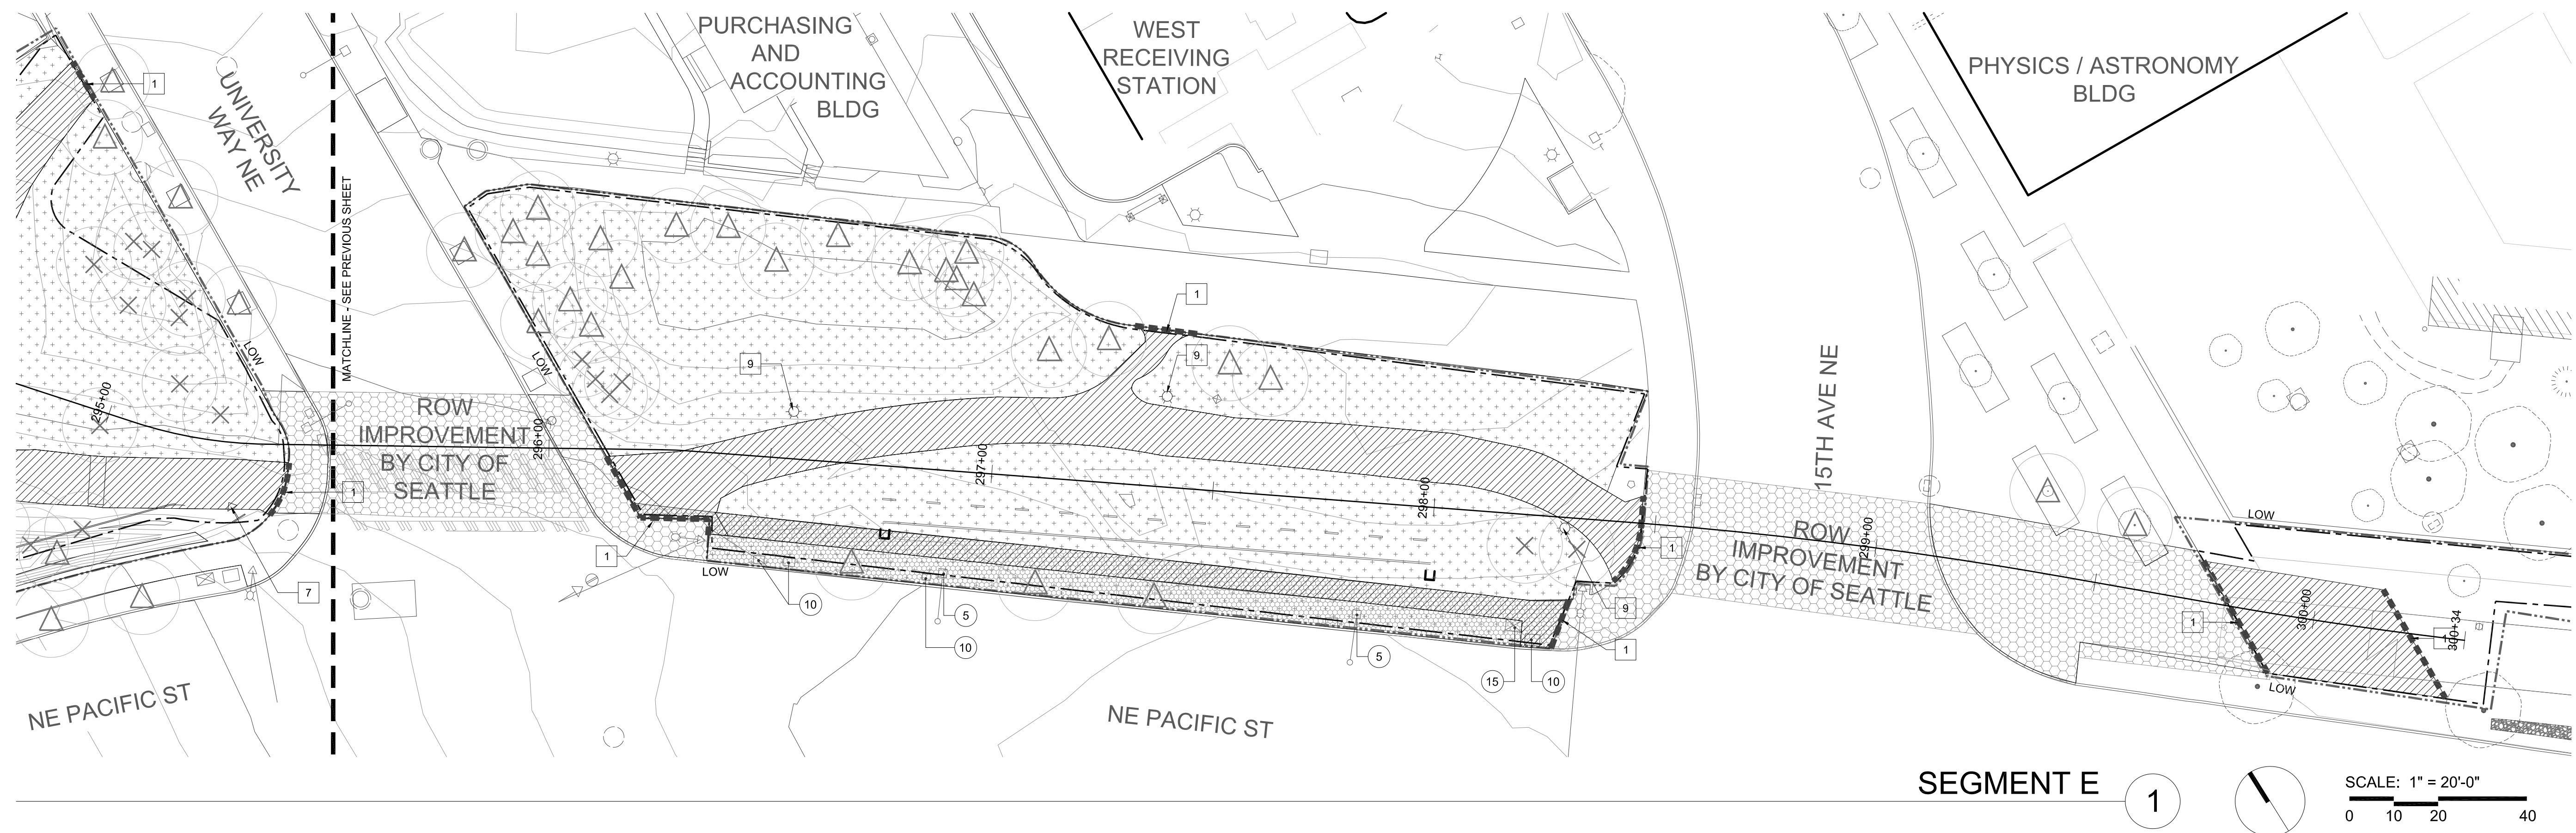 PURCHASING
AND
ACCOUNTING
BLDG
WEST
RECEIVING
STATION
PHYSICS / ASTRONOMY
BLDG
UNIVERSITY
WAY NE
MATCHLINE - SEE PREVIOUS SHEET
1
LOW
LOW
1
9
9
15TH AVE NE
295+00
ROW
IMPROVEMENT
BY CITY OF
SEATTLE
296+00
297+00
298+00
299+00
300+00
300+34
ROW
IMPROVEMENT
BY CITY OF SEATTLE
LOW
1
1
1
1
1
LOW
7
10
5
9
1
10
5
15
10
LOW
NE PACIFIC ST
NE PACIFIC ST
SEGMENT E
1
SCALE: 1" = 20'-0"
0 10 20 40